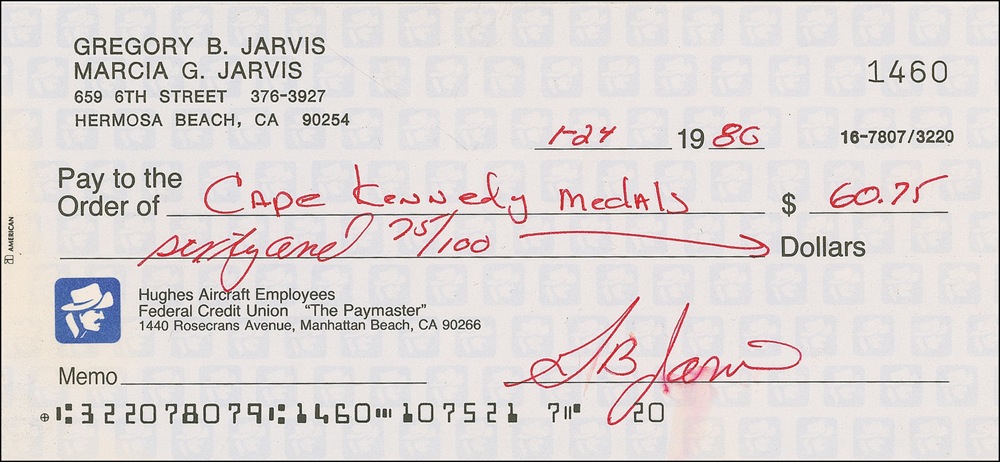 GREGORY B. JARVIS
MARCIA G. JARVIS
659 6TH STREET 376-3927
HERMOSA BEACH, CA 90254
1460
1-24 1986 16-7807/3220
Pay to the
Order of Cape Kennedy Medals $ 60.75
sixty and 75/100 Dollars
AMERICAN
Hughes Aircraft Employees
Federal Credit Union "The Paymaster"
1440 Rosecrans Avenue, Manhattan Beach, CA 90266
GB Jarvis
Memo
⑆322078079⑆1460⑈107521 7⑈ 20